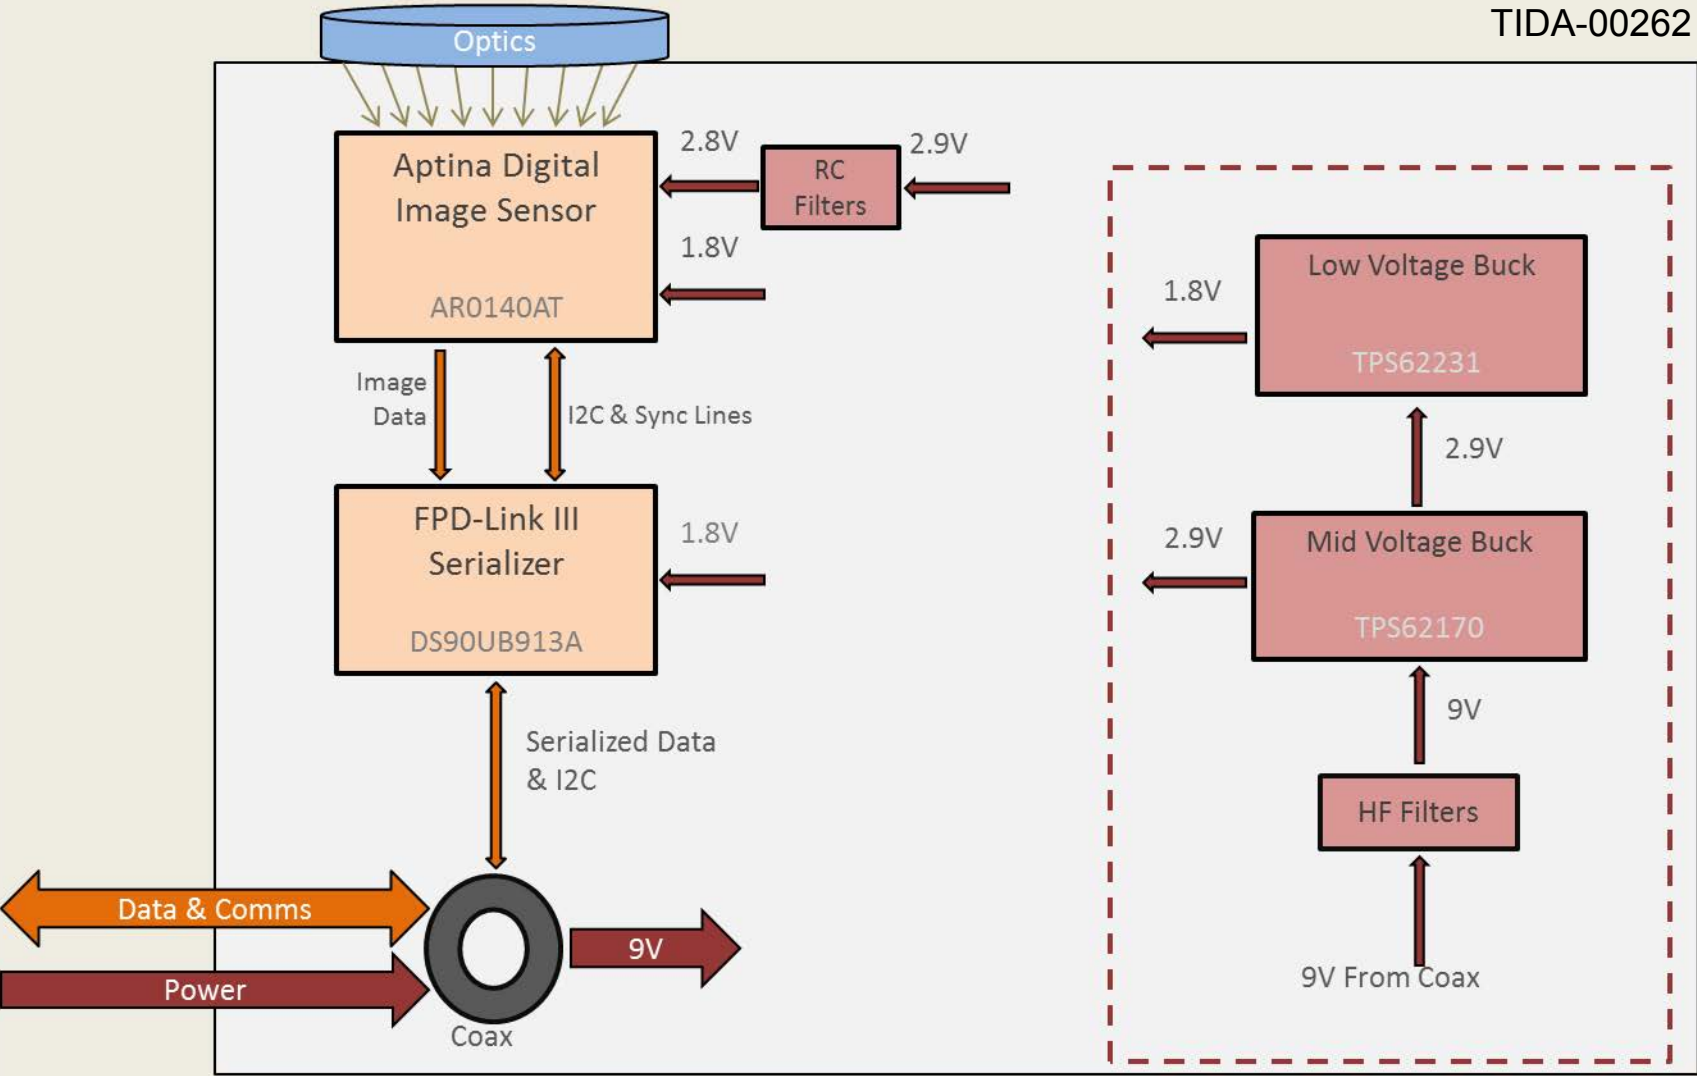 TIDA-00262
Optics
Aptina Digital
Image Sensor
AR0140AT
2.8V
RC
Filters
2.9V
1.8V
Image
Data
I2C & Sync Lines
FPD-Link III
Serializer
DS90UB913A
1.8V
Serialized Data
& I2C
Data & Comms
Power
Coax
9V
Low Voltage Buck
TPS62231
1.8V
2.9V
Mid Voltage Buck
TPS62170
2.9V
9V
HF Filters
9V From Coax